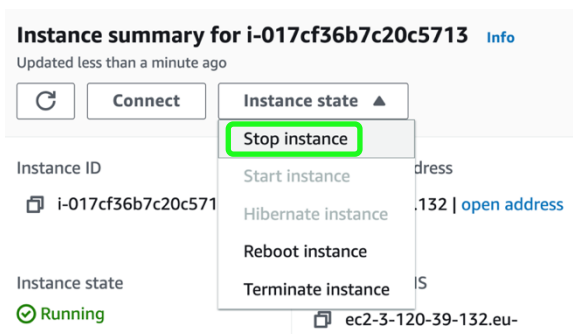 Instance summary for i-017cf36b7c20c5713 Info
Updated less than a minute ago
Connect
Instance state
Stop instance
Start instance
Hibernate instance
Reboot instance
Terminate instance
Instance ID
i-017cf36b7c20c571
dress
.132 | open address
Instance state
Running
IS
ec2-3-120-39-132.eu-